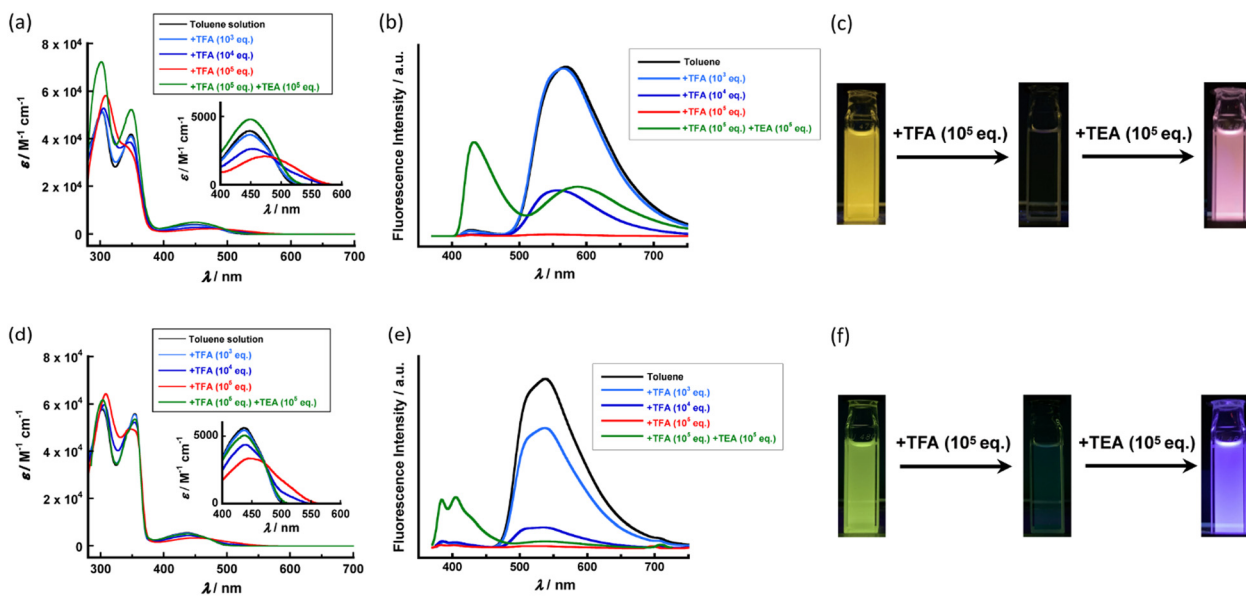 (a)
ε / M⁻¹ cm⁻¹
8 x 10⁴
6 x 10⁴
4 x 10⁴
2 x 10⁴
0
300 400 500 600 700
λ / nm
Toluene solution
+TFA (10³ eq.)
+TFA (10⁴ eq.)
+TFA (10⁵ eq.)
+TFA (10⁵ eq.) +TEA (10⁵ eq.)
ε / M⁻¹ cm⁻¹
5000
0
400 450 500 550 600
λ / nm
(b)
Fluorescence Intensity / a.u.
400 500 600 700
λ / nm
Toluene
+TFA (10³ eq.)
+TFA (10⁴ eq.)
+TFA (10⁵ eq.)
+TFA (10⁵ eq.) +TEA (10⁵ eq.)
(c)
+TFA (10⁵ eq.)
+TEA (10⁵ eq.)
(d)
ε / M⁻¹ cm⁻¹
8 x 10⁴
6 x 10⁴
4 x 10⁴
2 x 10⁴
0
300 400 500 600 700
λ / nm
Toluene solution
+TFA (10³ eq.)
+TFA (10⁴ eq.)
+TFA (10⁵ eq.)
+TFA (10⁵ eq.) +TEA (10⁵ eq.)
ε / M⁻¹ cm⁻¹
5000
0
400 450 500 550 600
λ / nm
(e)
Fluorescence Intensity / a.u.
400 500 600 700
λ / nm
Toluene
+TFA (10³ eq.)
+TFA (10⁴ eq.)
+TFA (10⁵ eq.)
+TFA (10⁵ eq.) +TEA (10⁵ eq.)
(f)
+TFA (10⁵ eq.)
+TEA (10⁵ eq.)